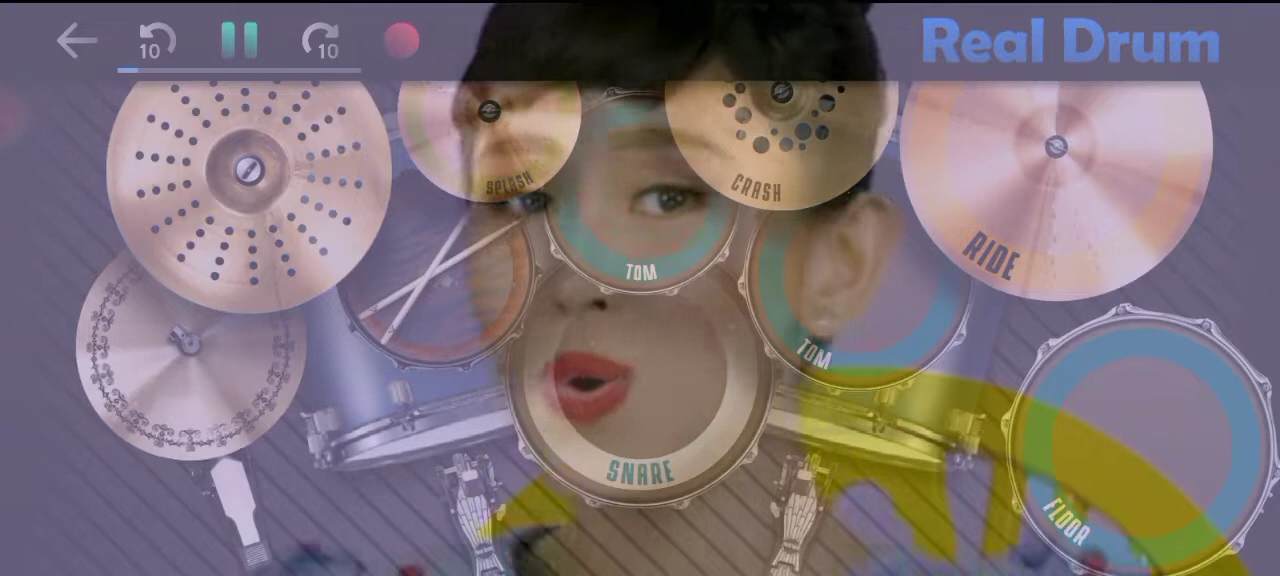 10
10
Real Drum
SPLASH
CRASH
RIDE
TOM
TOM
SNARE
FLOOR